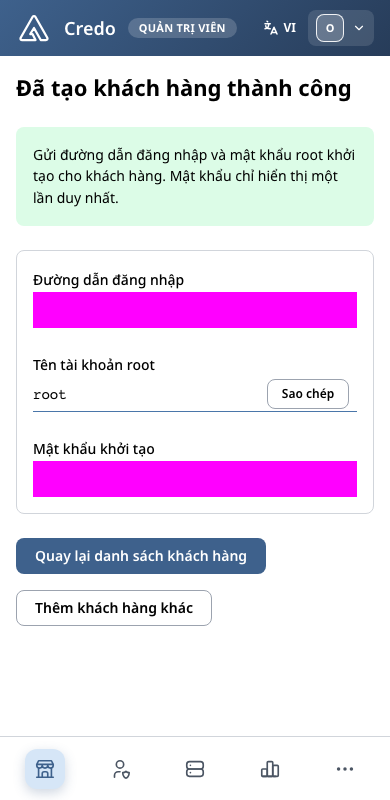 Credo
QUẢN TRỊ VIÊN
VI
O
Đã tạo khách hàng thành công
Gửi đường dẫn đăng nhập và mật khẩu root khởi
tạo cho khách hàng. Mật khẩu chỉ hiển thị một
lần duy nhất.
Đường dẫn đăng nhập
Tên tài khoản root
root
Sao chép
Mật khẩu khởi tạo
Quay lại danh sách khách hàng
Thêm khách hàng khác